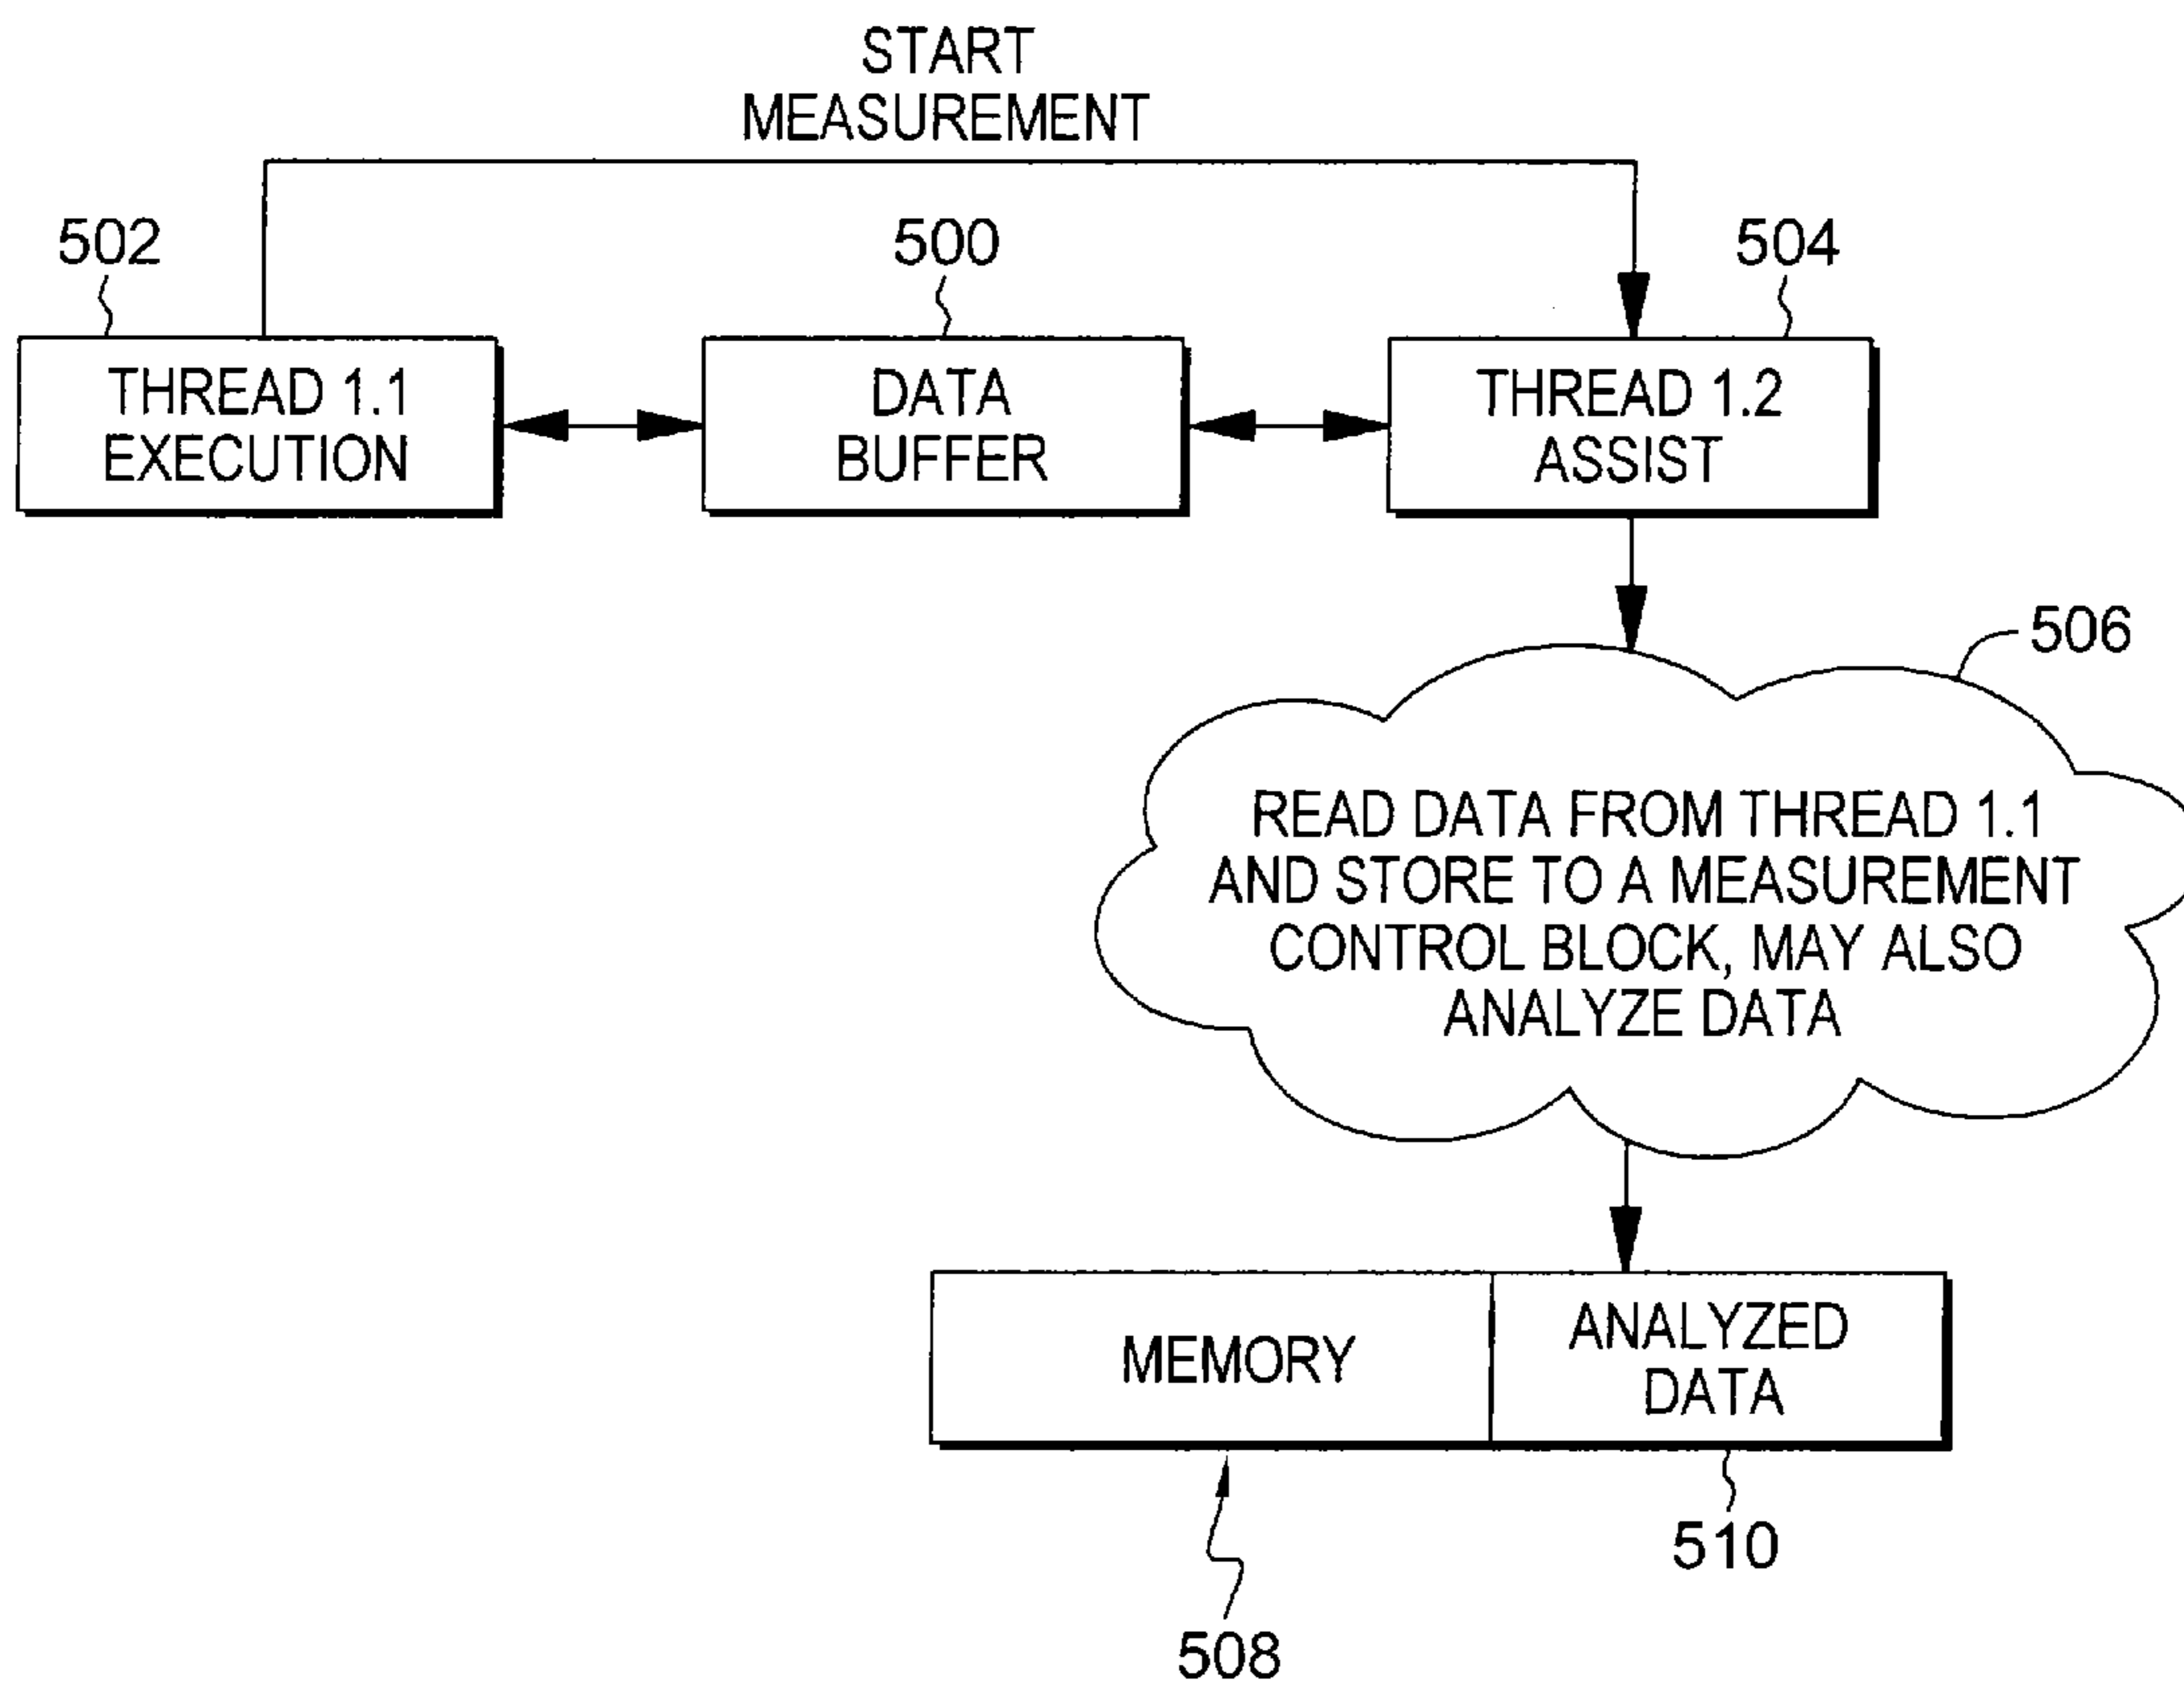 START
MEASUREMENT
502
500
504
THREAD 1.1
EXECUTION
DATA
BUFFER
THREAD 1.2
ASSIST
506
READ DATA FROM THREAD 1.1
AND STORE TO A MEASUREMENT
CONTROL BLOCK, MAY ALSO
ANALYZE DATA
MEMORY
ANALYZED
DATA
510
508